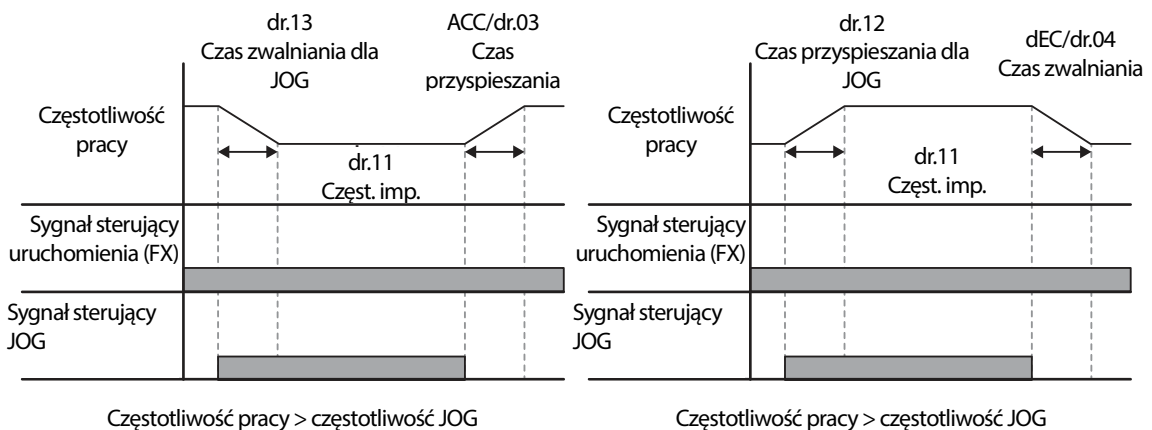 dr.13
Czas zwalniania dla
JOG
ACC/dr.03
Czas
przyspieszania
Częstotliwość
pracy
dr.11
Częst. imp.
Sygnał sterujący
uruchomienia (FX)
Sygnał sterujący
JOG
Częstotliwość pracy > częstotliwość JOG
dr.12
Czas przyspieszania dla
JOG
dEC/dr.04
Czas zwalniania
Częstotliwość
pracy
dr.11
Częst. imp.
Sygnał sterujący
uruchomienia (FX)
Sygnał sterujący
JOG
Częstotliwość pracy > częstotliwość JOG